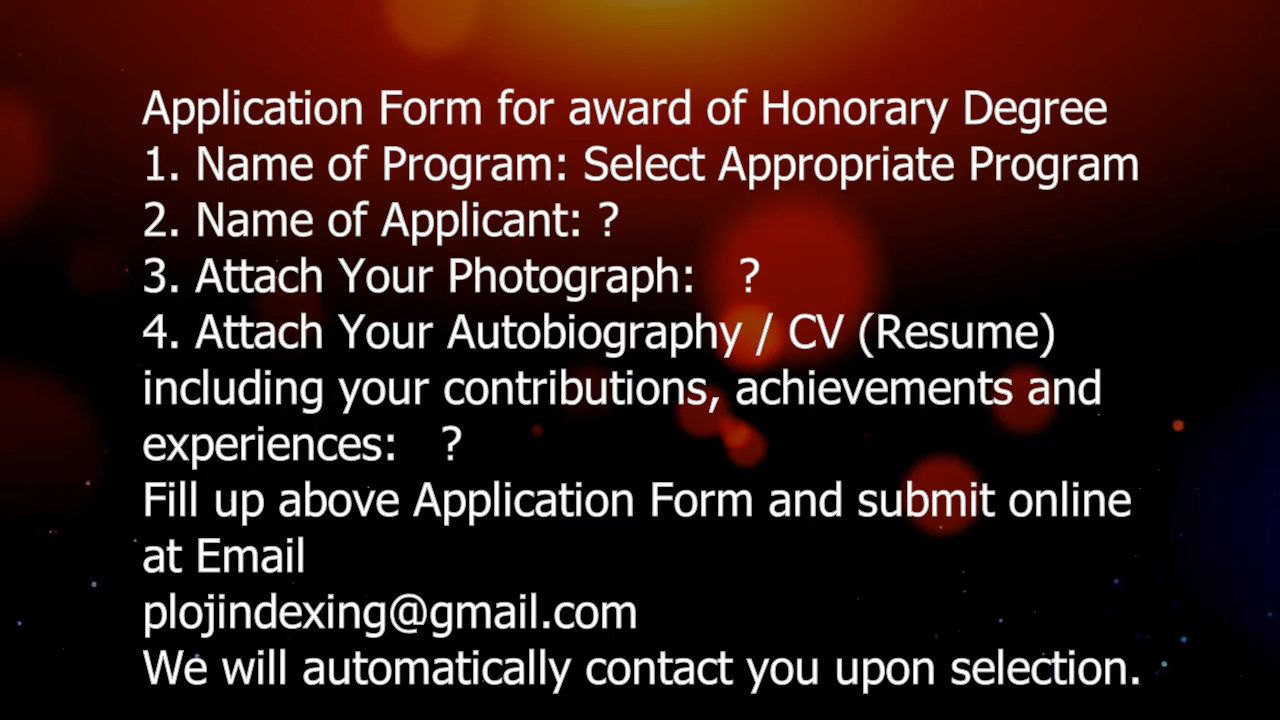 Application Form for award of Honorary Degree
1. Name of Program: Select Appropriate Program
2. Name of Applicant: ?
3. Attach Your Photograph:   ?
4. Attach Your Autobiography / CV (Resume)
including your contributions, achievements and
experiences:   ?
Fill up above Application Form and submit online
at Email
plojindexing@gmail.com
We will automatically contact you upon selection.